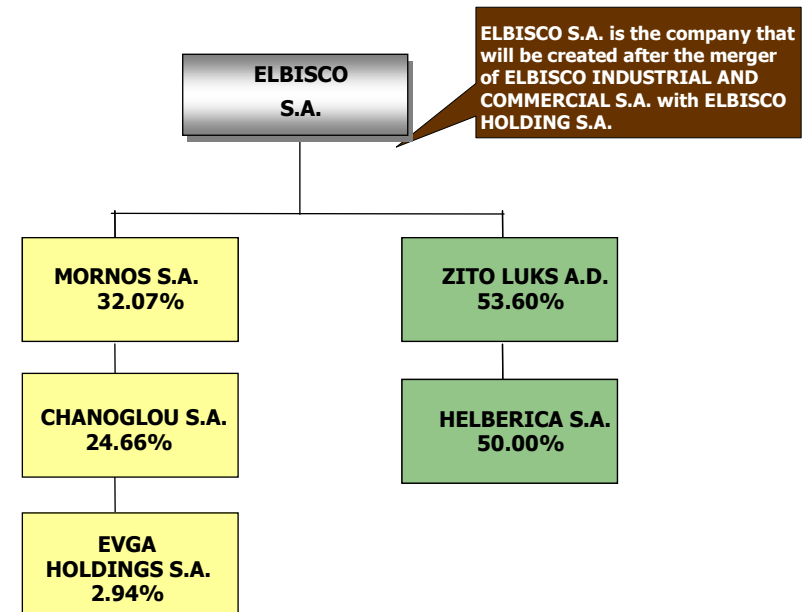 ELBISCO
S.A.
ELBISCO S.A. is the company that
will be created after the merger
of ELBISCO INDUSTRIAL AND
COMMERCIAL S.A. with ELBISCO
HOLDING S.A.
MORNOS S.A.
32.07%
ZITO LUKS A.D.
53.60%
CHANOGLOU S.A.
24.66%
HELBERICA S.A.
50.00%
EVGA
HOLDINGS S.A.
2.94%